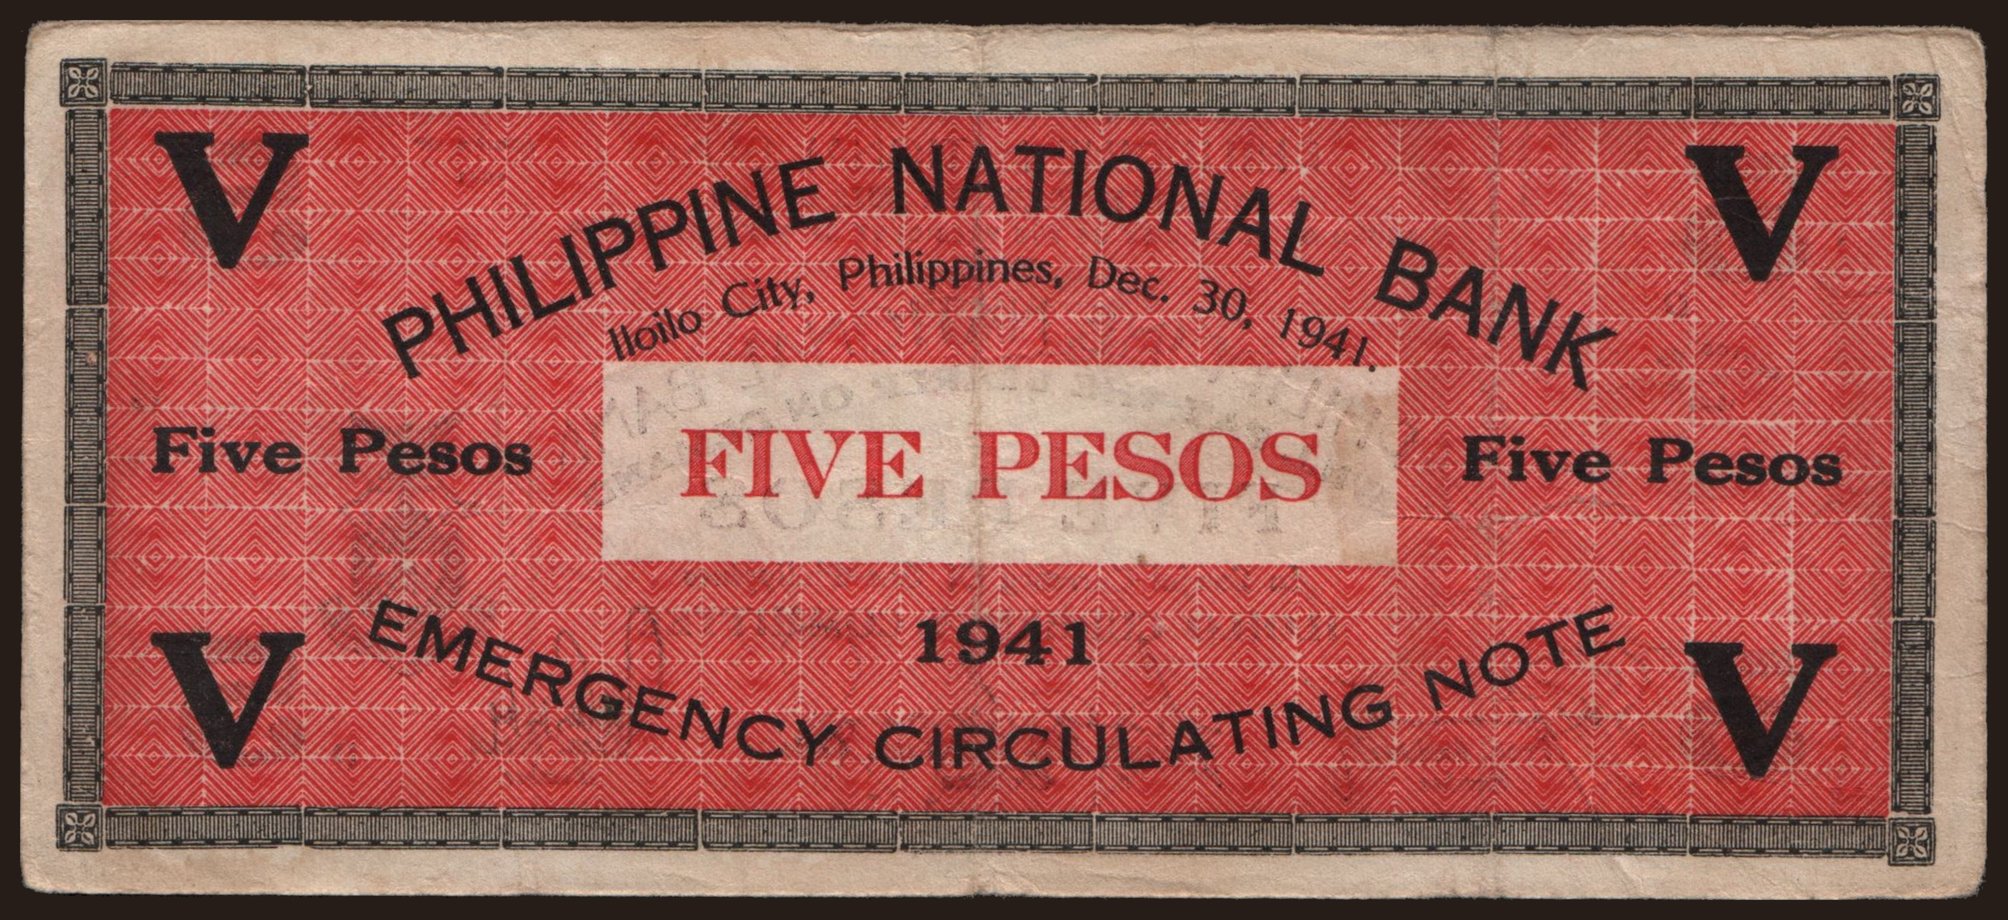 V V
PHILIPPINE NATIONAL BANK
Iloilo City, Philippines, Dec. 30, 1941.
Five Pesos FIVE PESOS Five Pesos
1941
EMERGENCY CIRCULATING NOTE
V V